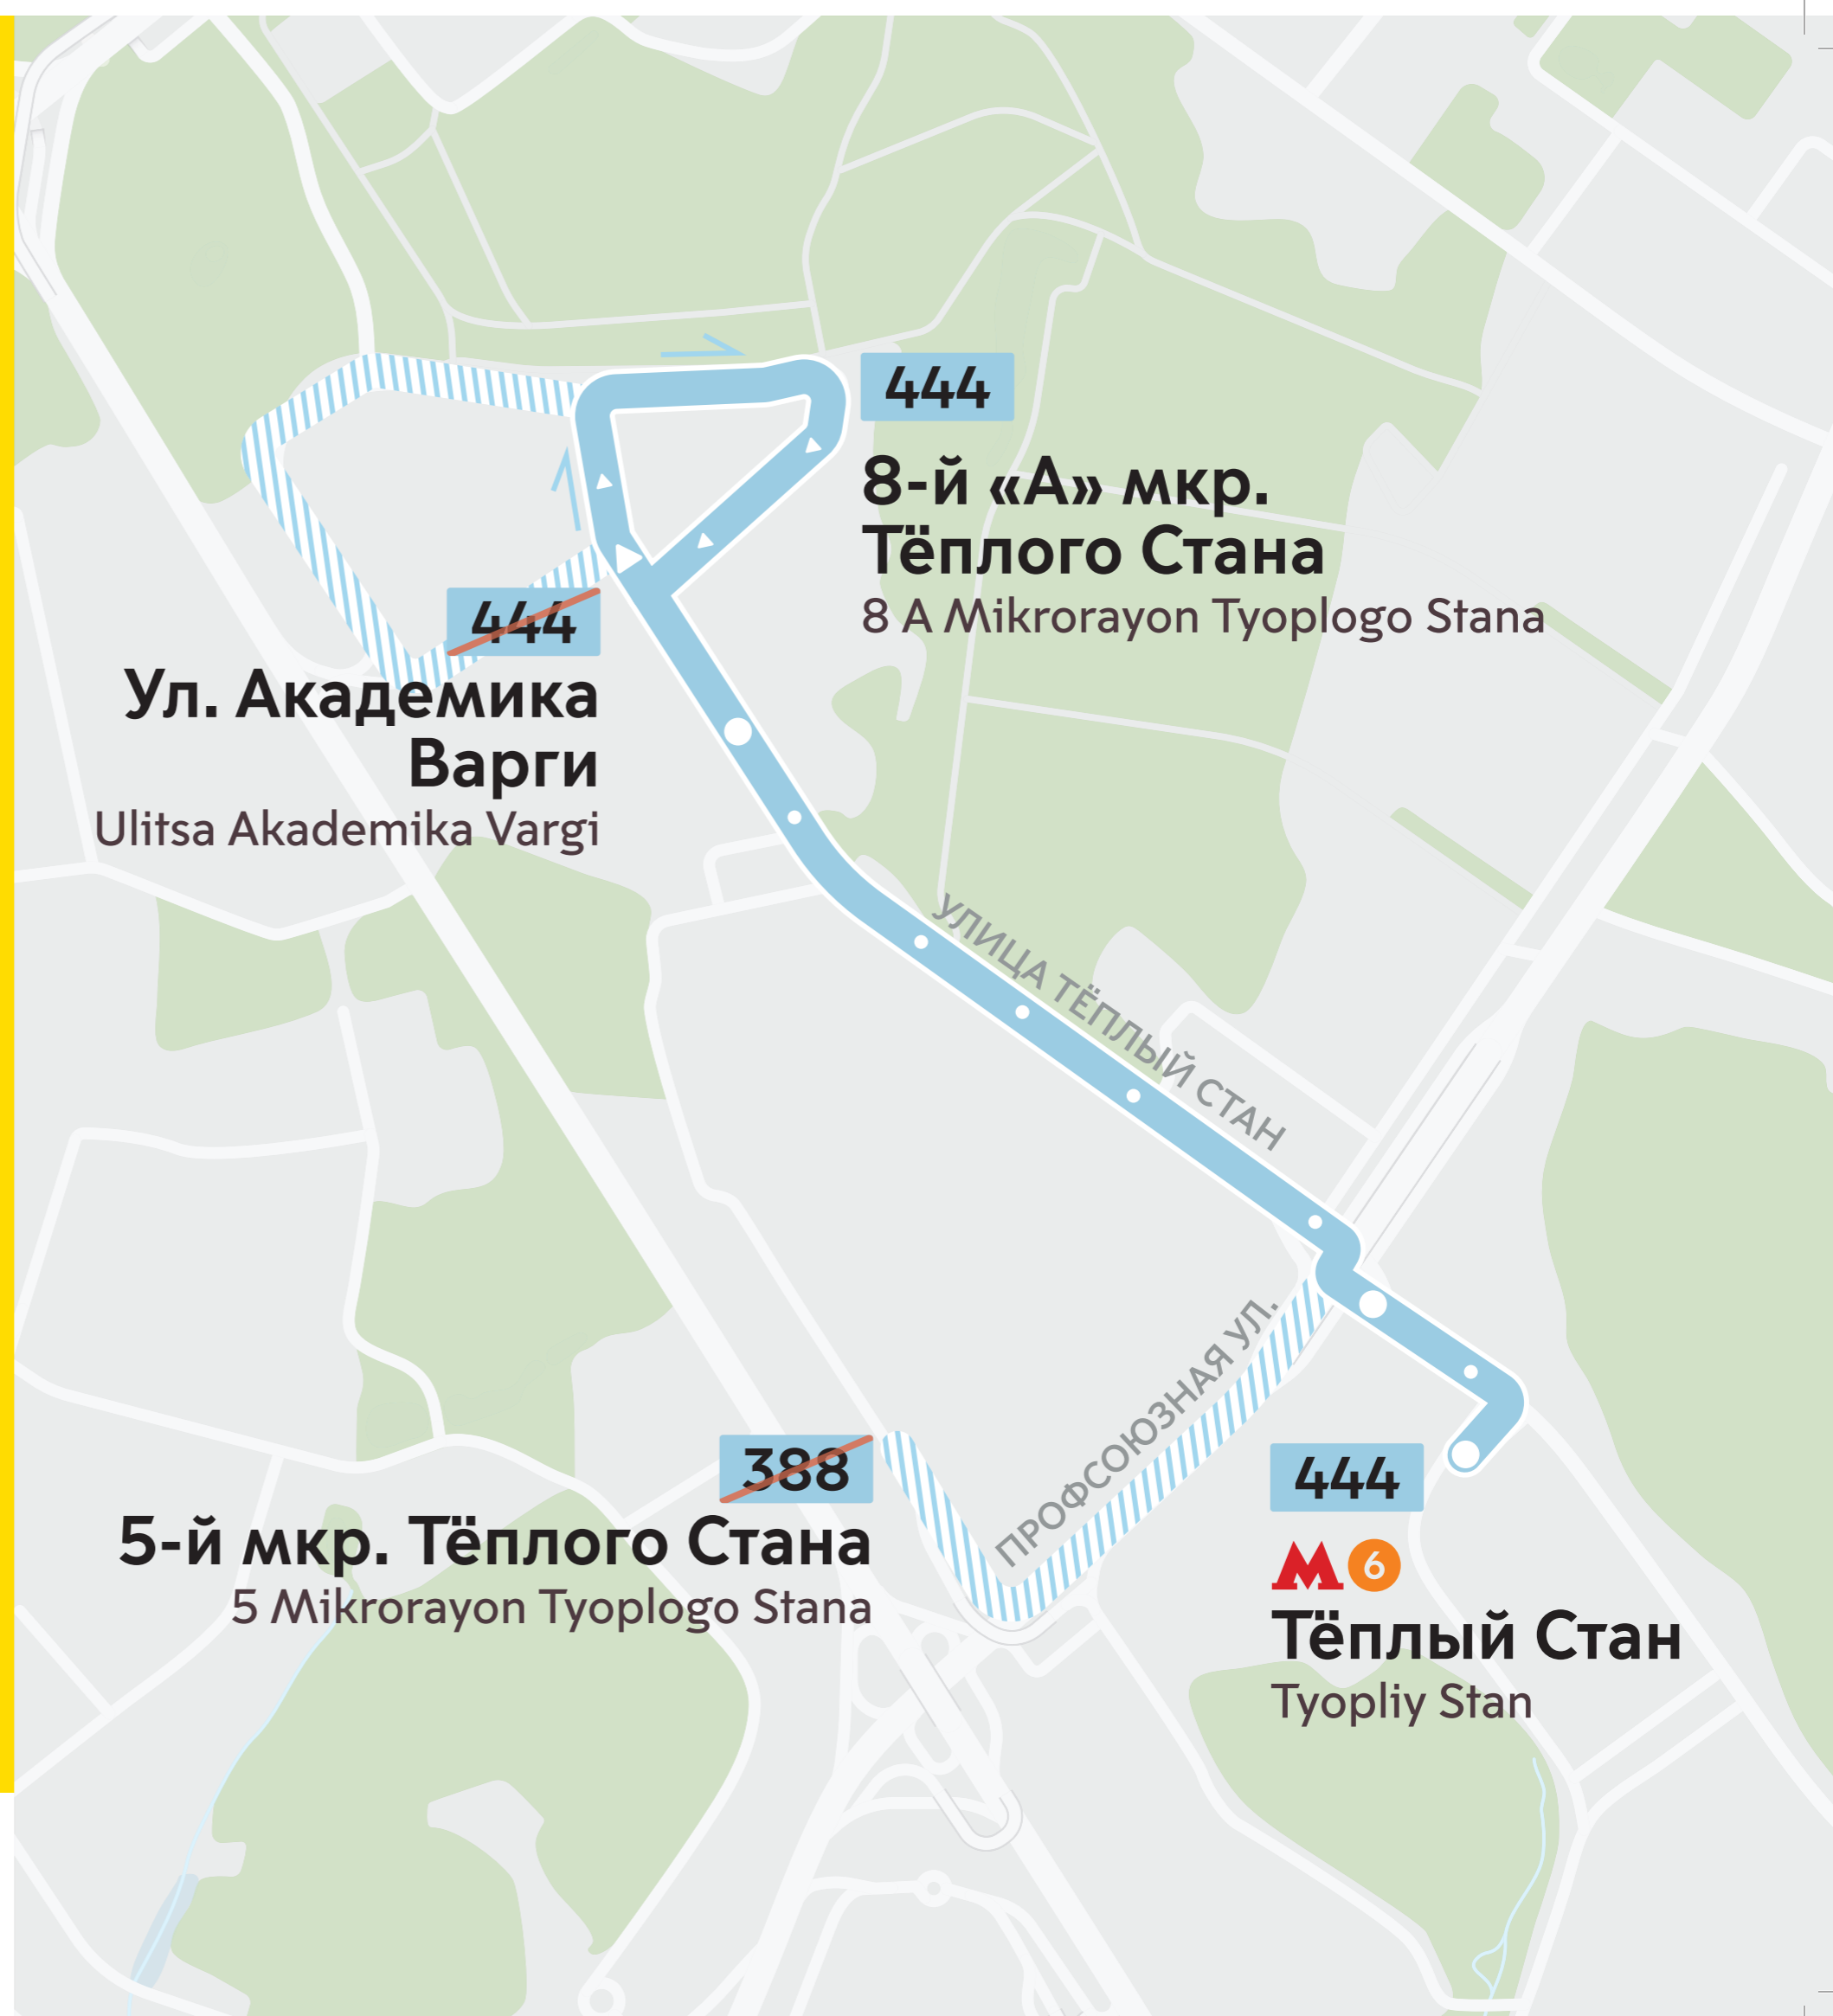 444
8-й «А» мкр.
Тёплого Стана
8 A Mikrorayon Tyoplogo Stana
444
Ул. Академика
Варги
Ulitsa Akademika Vargi
УЛИЦА ТЁПЛЫЙ СТАН
ПРОФСОЮЗНАЯ УЛ.
388
5-й мкр. Тёплого Стана
5 Mikrorayon Tyoplogo Stana
444
М 6
Тёплый Стан
Tyopliy Stan